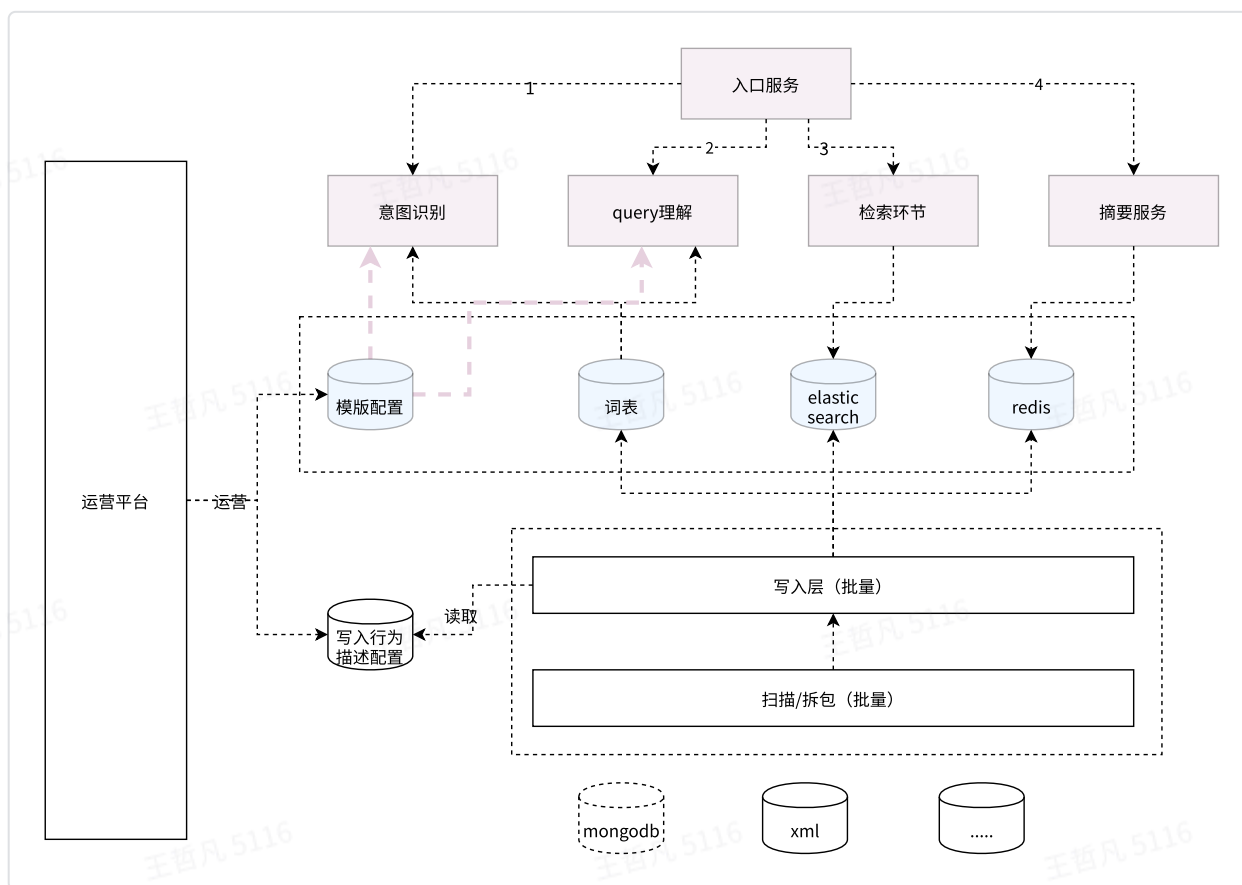 入口服务
1
4
2
3
意图识别
query理解
检索环节
摘要服务
模版配置
词表
elastic
search
redis
运营平台
运营
写入层（批量）
读取
写入行为
描述配置
扫描/拆包（批量）
mongodb
xml
.....
王哲凡 5116